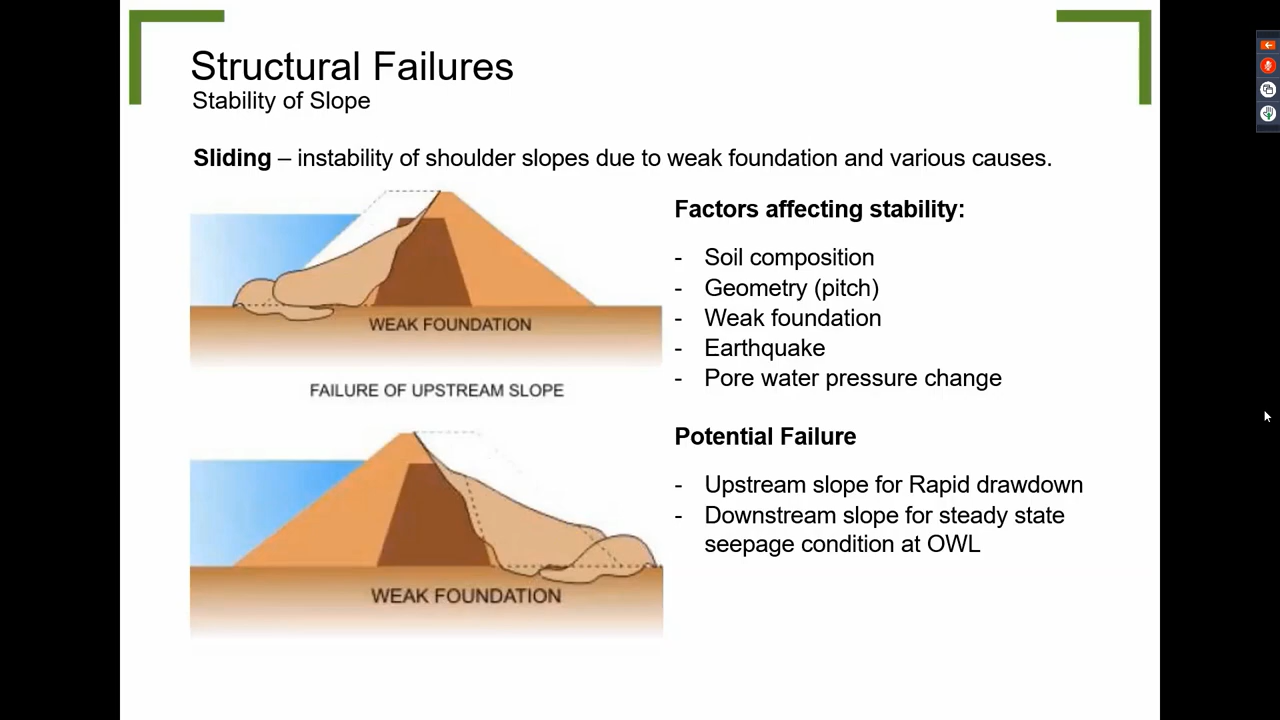 Structural Failures
Stability of Slope
Sliding – instability of shoulder slopes due to weak foundation and various causes.
WEAK FOUNDATION
FAILURE OF UPSTREAM SLOPE
WEAK FOUNDATION
Factors affecting stability:
- Soil composition
- Geometry (pitch)
- Weak foundation
- Earthquake
- Pore water pressure change
Potential Failure
- Upstream slope for Rapid drawdown
- Downstream slope for steady state
seepage condition at OWL